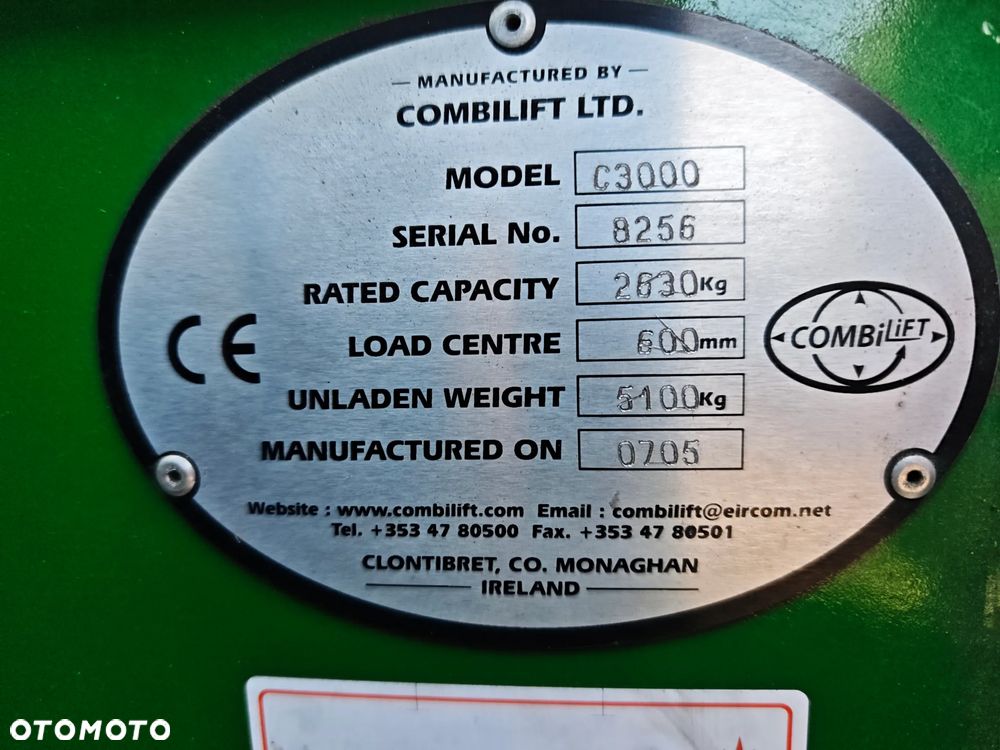 — MANUFACTURED BY —
COMBILIFT LTD.
MODEL C3000
SERIAL No. 8256
RATED CAPACITY 2630Kg
LOAD CENTRE 600mm
COMBiLiFT
CE
UNLADEN WEIGHT 5100Kg
MANUFACTURED ON 0705
Website : www.combilift.com Email : combilift@eircom.net
Tel. +353 47 80500 Fax. +353 47 80501
CLONTIBRET, CO. MONAGHAN
IRELAND
OTOMOTO